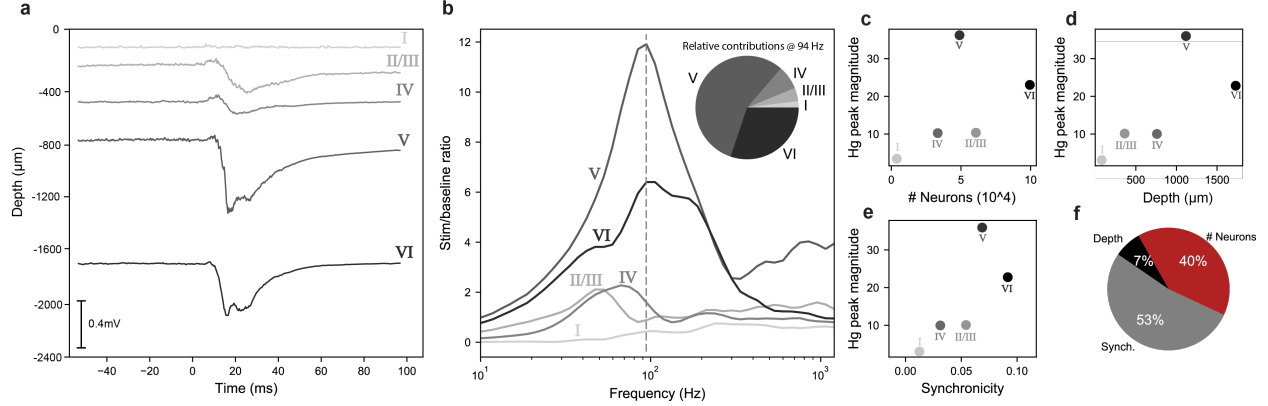 a
0
-400
-800
-1200
-1600
-2000
-2400
Depth (μm)
I
II/III
IV
V
VI
0.4mV
−40
−20
0
20
40
60
80
100
Time (ms)
b
12
10
8
6
4
2
0
Stim/baseline ratio
Relative contributions @ 94 Hz
V
IV
II/III
I
VI
V
VI
II/III
IV
I
10^1
10^2
10^3
Frequency (Hz)
c
30
20
10
Hg peak magnitude
V
VI
IV
II/III
I
0
5
10
# Neurons (10^4)
d
30
20
10
Hg peak magnitude
V
VI
II/III
IV
I
500
1000
1500
Depth (μm)
e
30
20
10
Hg peak magnitude
V
VI
IV
II/III
I
0.00
0.05
0.10
Synchronicity
f
Depth
# Neurons
7%
40%
53%
Synch.